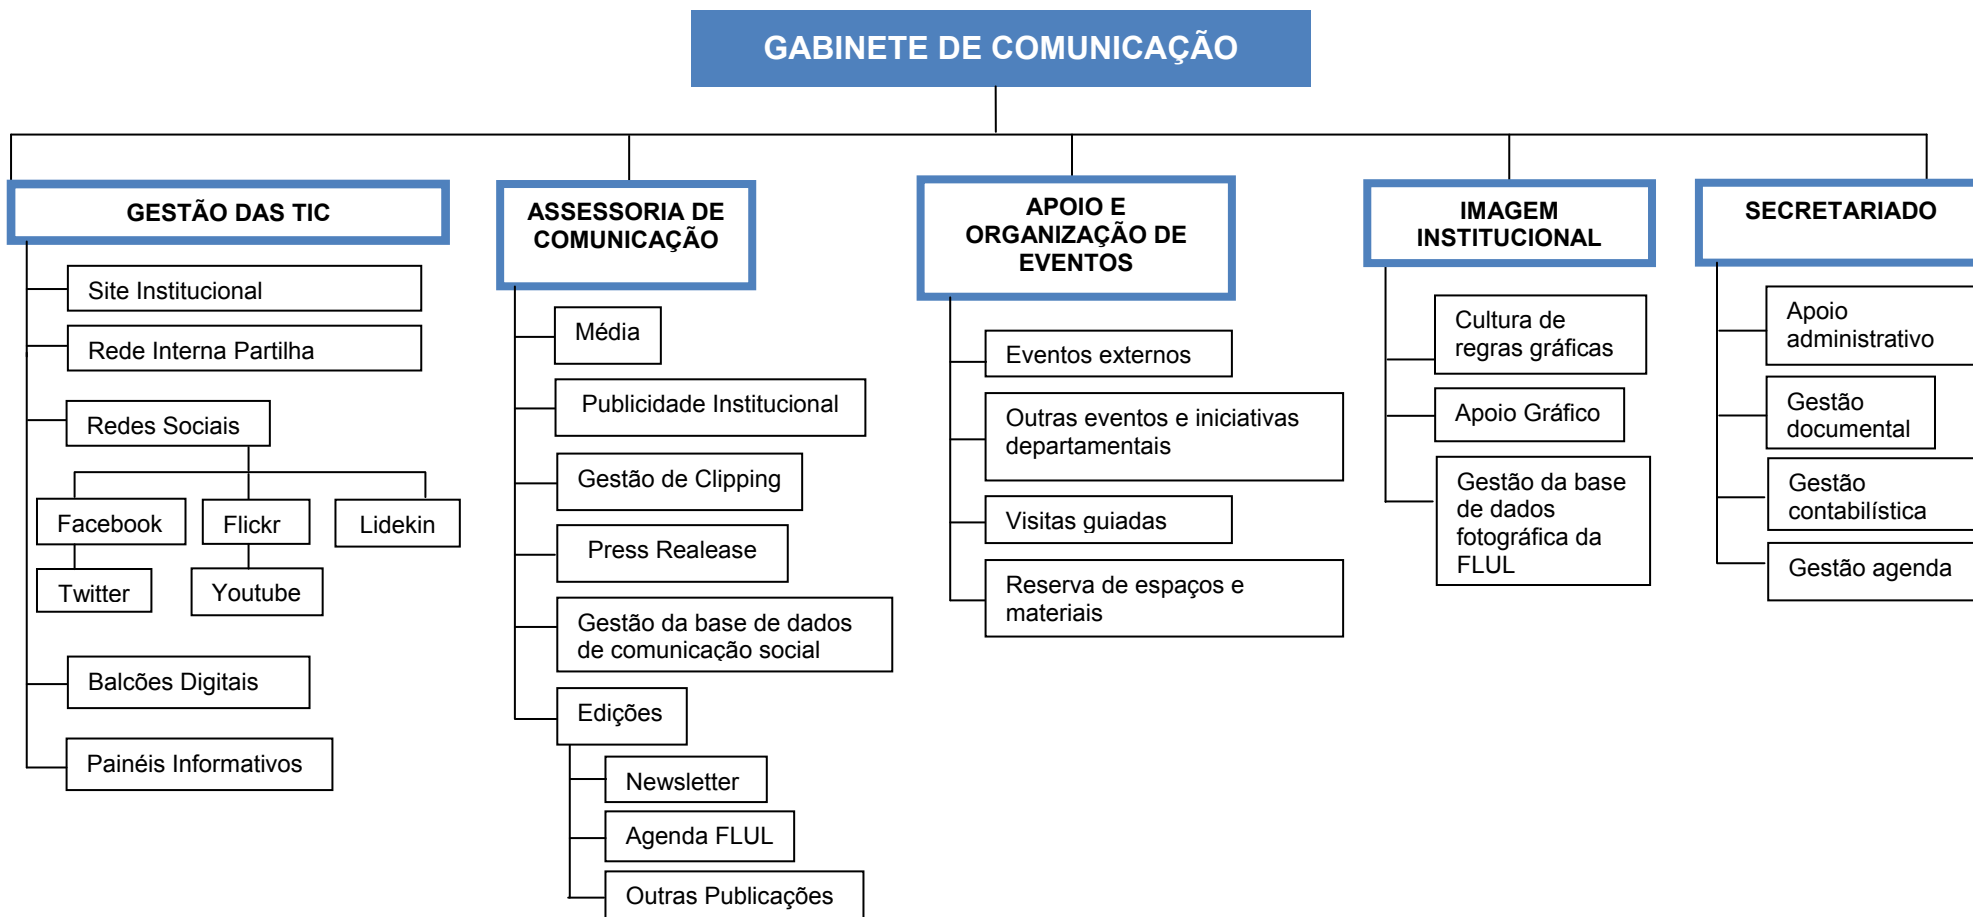 GABINETE DE COMUNICAÇÃO
GESTÃO DAS TIC
Site Institucional
Rede Interna Partilha
Redes Sociais
Facebook
Flickr
Lidekin
Twitter
Youtube
Balcões Digitais
Painéis Informativos
ASSESSORIA DE
COMUNICAÇÃO
Média
Publicidade Institucional
Gestão de Clipping
Press Realease
Gestão da base de dados
de comunicação social
Edições
Newsletter
Agenda FLUL
Outras Publicações
APOIO E
ORGANIZAÇÃO DE
EVENTOS
Eventos externos
Outras eventos e iniciativas
departamentais
Visitas guiadas
Reserva de espaços e
materiais
IMAGEM
INSTITUCIONAL
Cultura de
regras gráficas
Apoio Gráfico
Gestão da base
de dados
fotográfica da
FLUL
SECRETARIADO
Apoio
administrativo
Gestão
documental
Gestão
contabilística
Gestão agenda